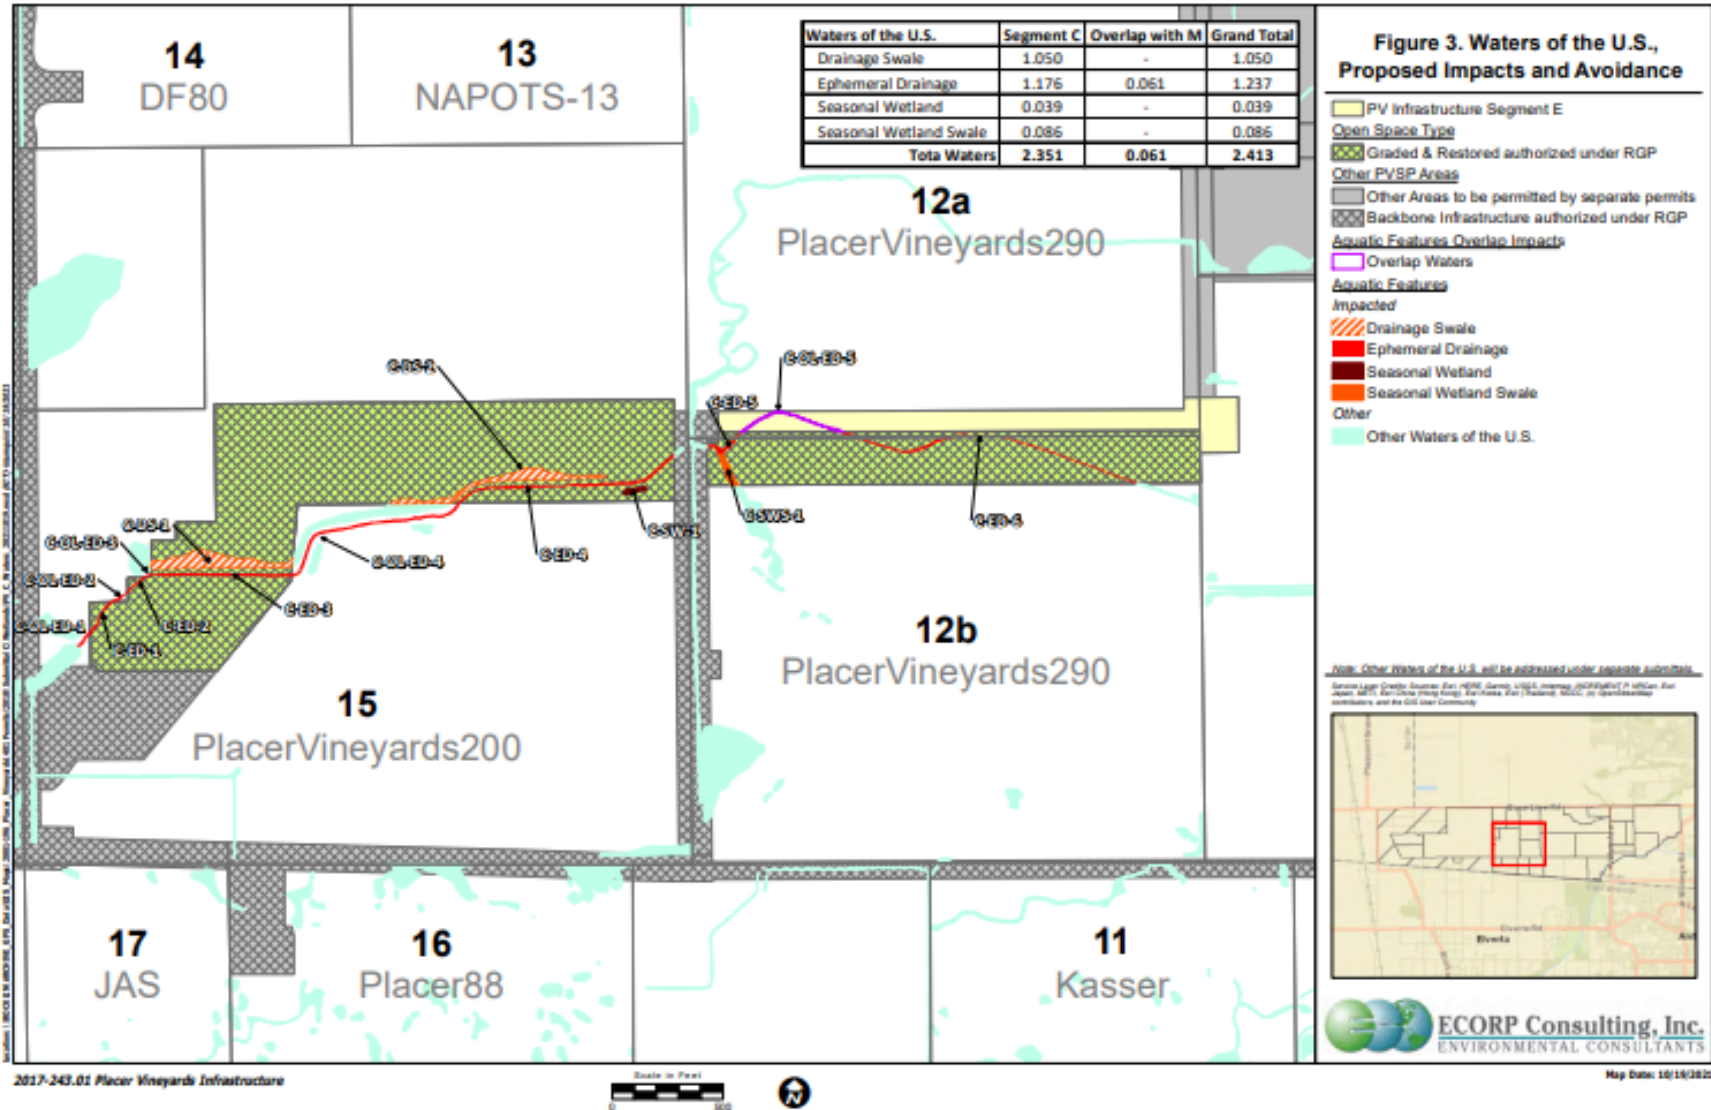 14
DF80
13
NAPOTS-13
Waters of the U.S. Segment C Overlap with M Grand Total
Drainage Swale 1.050 - 1.050
Ephemeral Drainage 1.176 0.061 1.237
Seasonal Wetland 0.039 - 0.039
Seasonal Wetland Swale 0.086 - 0.086
Tota Waters 2.351 0.061 2.413
12a
PlacerVineyards290
C-DS-2
C-OL-ED-5
C-ED-5
C-DS-1
C-OL-ED-3
C-OL-ED-2
C-OL-ED-1
C-ED-1
C-ED-2
C-ED-3
C-OL-ED-4
C-ED-4
C-SW-1
C-SWS-1
C-ED-6
12b
PlacerVineyards290
15
PlacerVineyards200
17
JAS
16
Placer88
11
Kasser
Figure 3. Waters of the U.S.,
Proposed Impacts and Avoidance
PV Infrastructure Segment E
Open Space Type
Graded & Restored authorized under RGP
Other PVSP Areas
Other Areas to be permitted by separate permits
Backbone Infrastructure authorized under RGP
Aquatic Features Overlap Impacts
Overlap Waters
Aquatic Features
Impacted
Drainage Swale
Ephemeral Drainage
Seasonal Wetland
Seasonal Wetland Swale
Other
Other Waters of the U.S.
Note: Other Waters of the U.S. will be addressed under separate submittals.
Elverta
ECORP Consulting, Inc.
ENVIRONMENTAL CONSULTANTS
2017-243.01 Placer Vineyards Infrastructure
Scale in Feet
0 500
N
Map Date: 10/19/2021